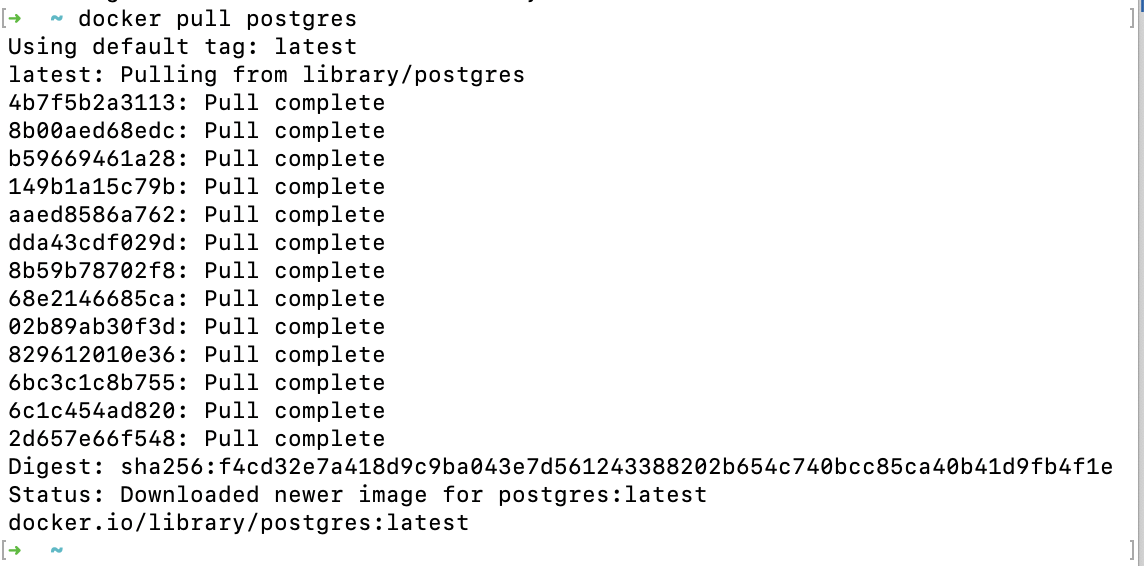 [➜  ~ docker pull postgres ]
Using default tag: latest
latest: Pulling from library/postgres
4b7f5b2a3113: Pull complete
8b00aed68edc: Pull complete
b59669461a28: Pull complete
149b1a15c79b: Pull complete
aaed8586a762: Pull complete
dda43cdf029d: Pull complete
8b59b78702f8: Pull complete
68e2146685ca: Pull complete
02b89ab30f3d: Pull complete
829612010e36: Pull complete
6bc3c1c8b755: Pull complete
6c1c454ad820: Pull complete
2d657e66f548: Pull complete
Digest: sha256:f4cd32e7a418d9c9ba043e7d561243388202b654c740bcc85ca40b41d9fb4f1e
Status: Downloaded newer image for postgres:latest
docker.io/library/postgres:latest
[➜  ~ ]